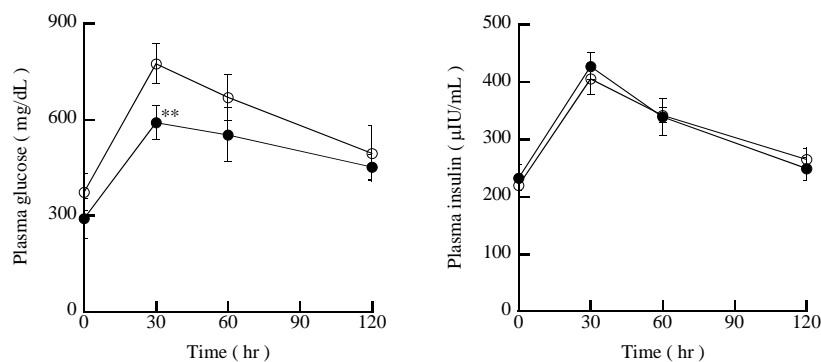 900
600
300
0
Plasma glucose ( mg/dL )
**
0 30 60 90 120
Time ( hr )
500
400
300
200
100
0
Plasma insulin ( μIU/mL )
0 30 60 90 120
Time ( hr )